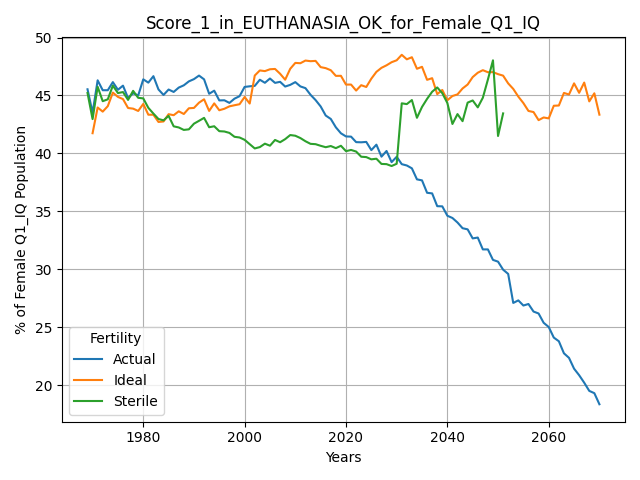 Score_1_in_EUTHANASIA_OK_for_Female_Q1_IQ
% of Female Q1_IQ Population
50
45
40
35
30
25
20
Fertility
Actual
Ideal
Sterile
1980
2000
2020
2040
2060
Years